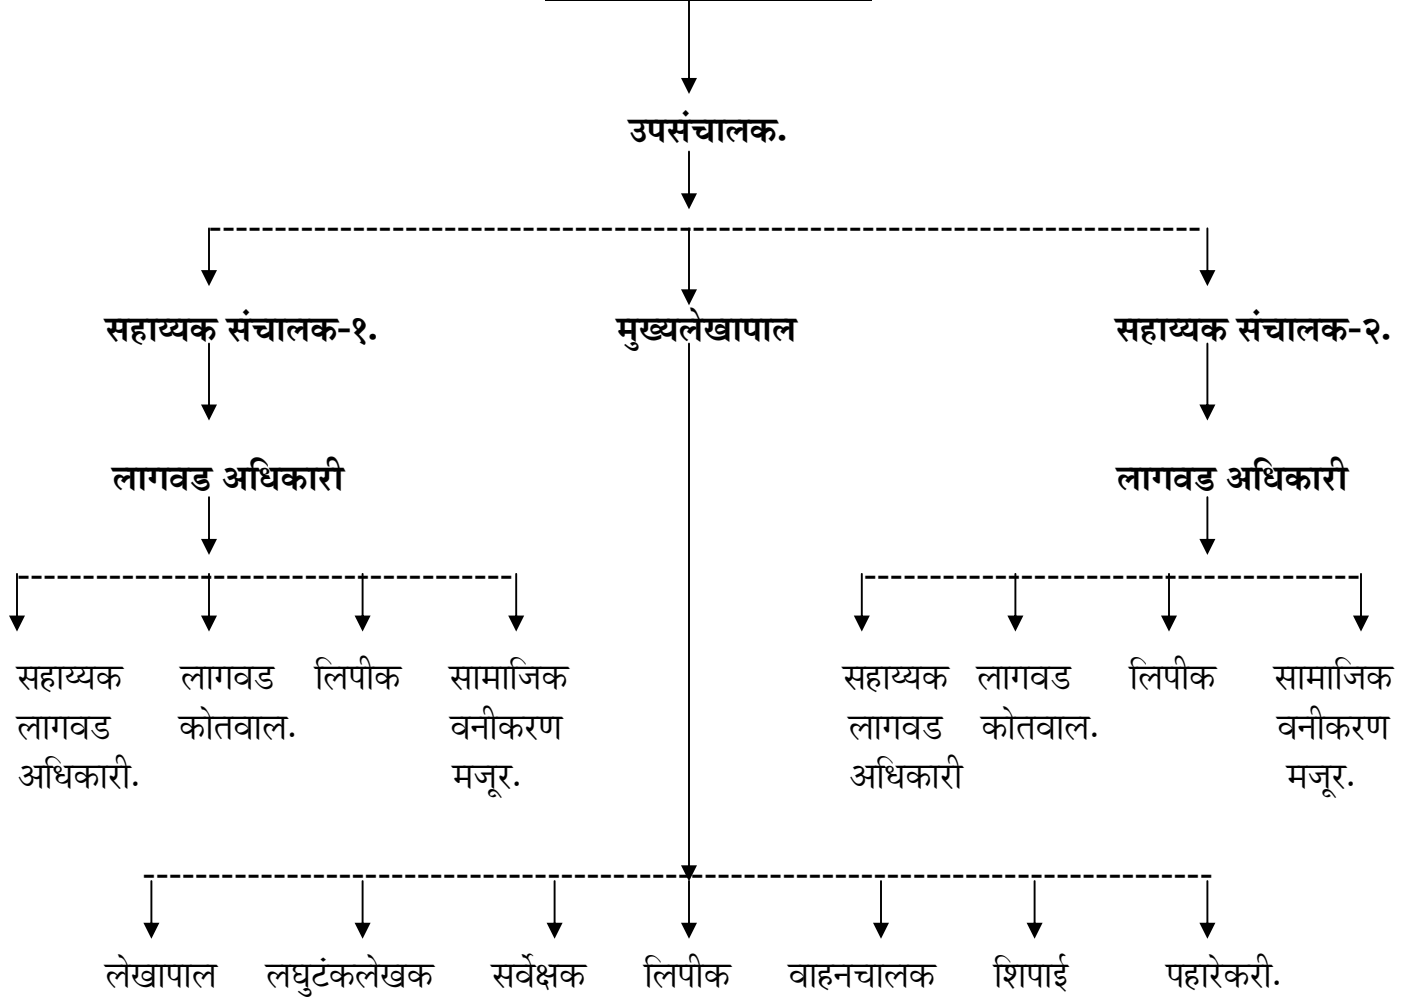 उपसंचालक.
सहाय्यक संचालक-१. मुख्यलेखापाल सहाय्यक संचालक-२.
लागवड अधिकारी लागवड अधिकारी
सहाय्यक लागवड लिपीक सामाजिक सहाय्यक लागवड लिपीक सामाजिक
लागवड कोतवाल. वनीकरण लागवड कोतवाल. वनीकरण
अधिकारी. मजूर. अधिकारी मजूर.
लेखापाल लघुटंकलेखक सर्वेक्षक लिपीक वाहनचालक शिपाई पहारेकरी.